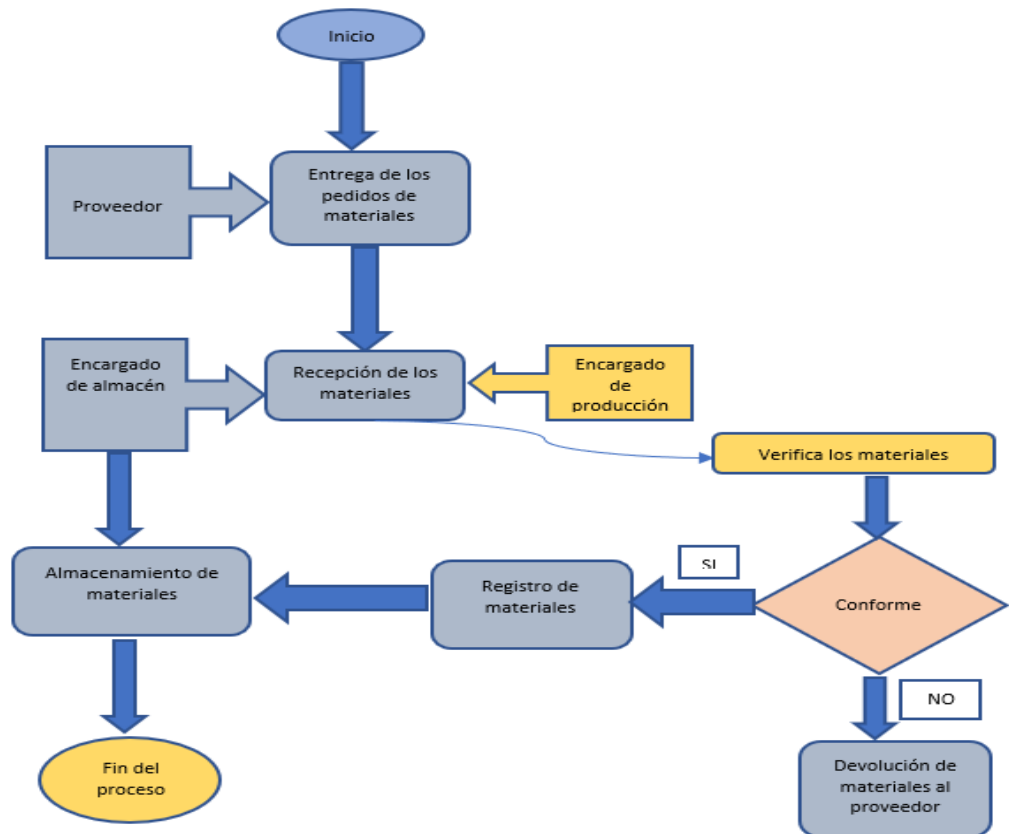 Inicio
Entrega de los
pedidos de
materiales
Proveedor
Encargado
de almacén
Recepción de los
materiales
Encargado
de
producción
Verifica los materiales
Almacenamiento de
materiales
Registro de
materiales
SI
Conforme
NO
Fin del
proceso
Devolución de
materiales al
proveedor